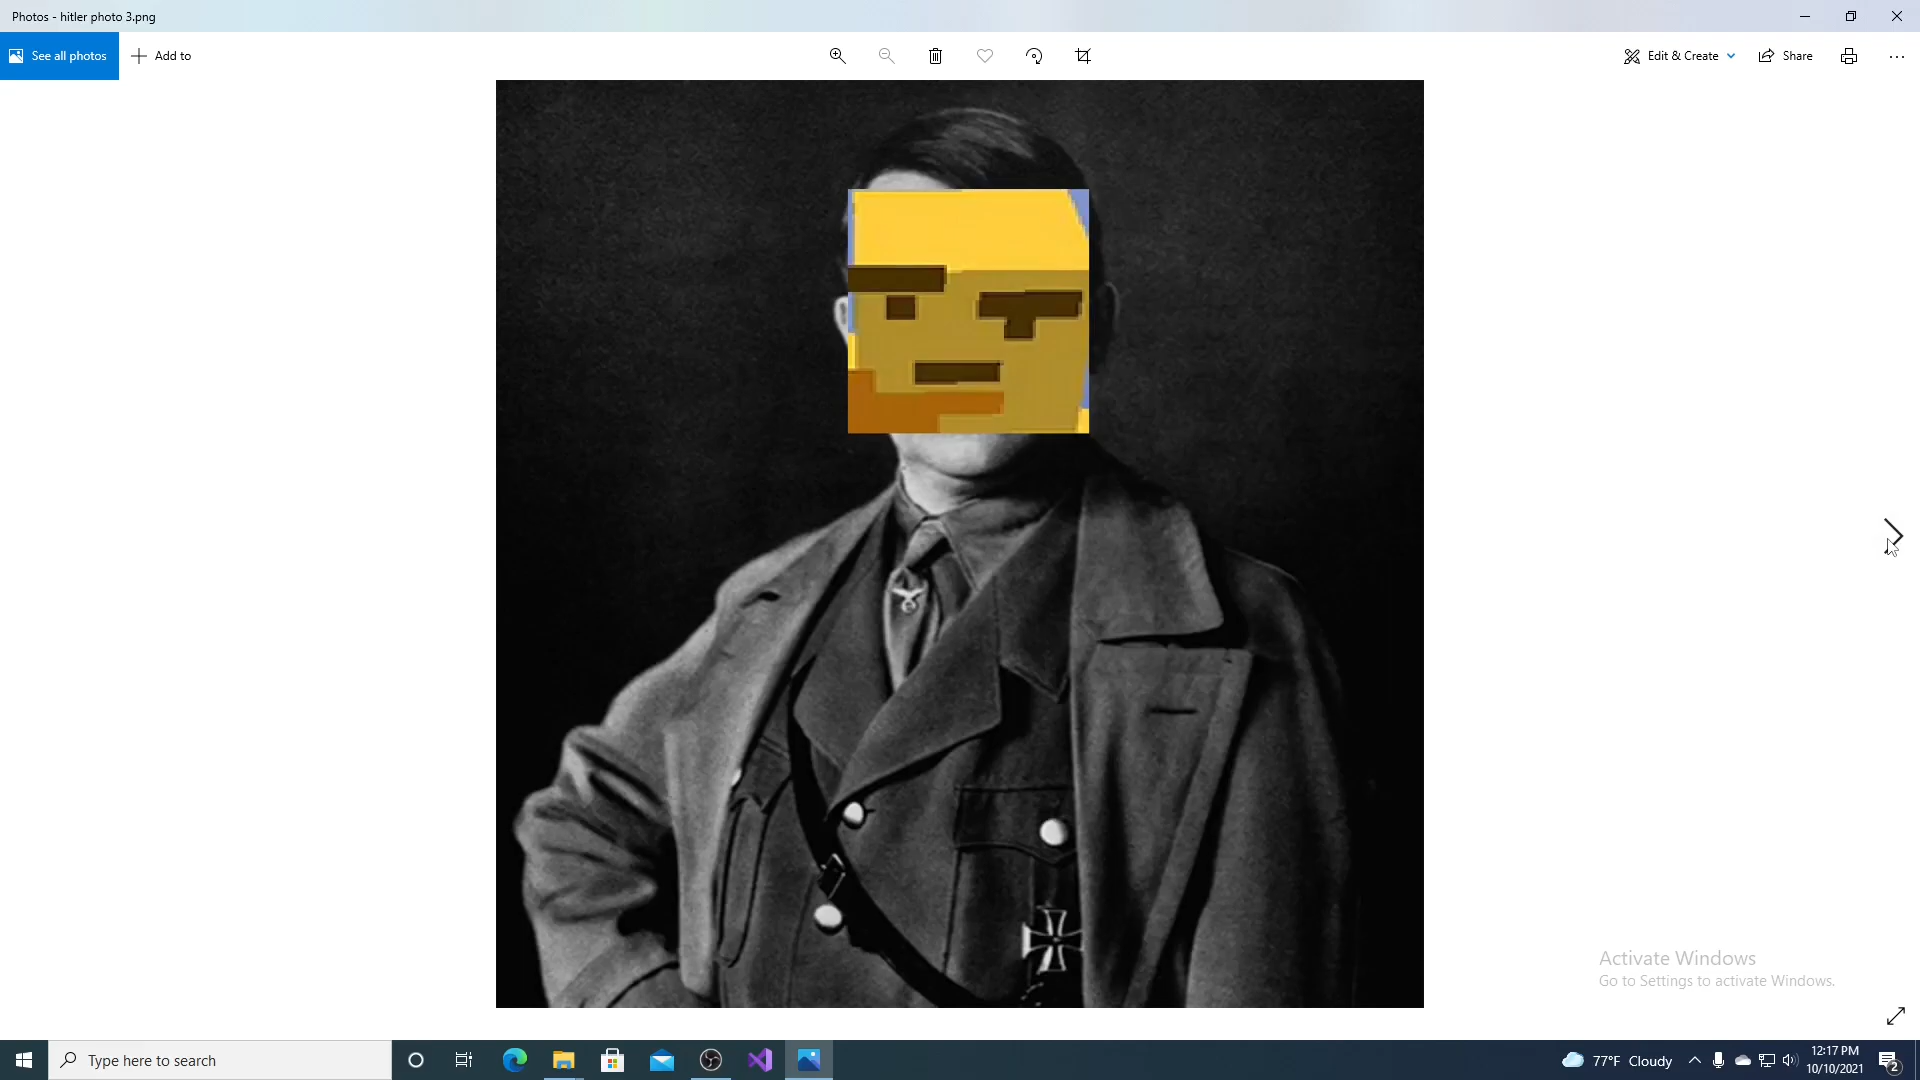 Photos - hitler photo 3.png
See all photos
Add to
Edit & Create
Share
Activate Windows
Go to Settings to activate Windows.
Type here to search
77°F Cloudy
12:17 PM
10/10/2021
2